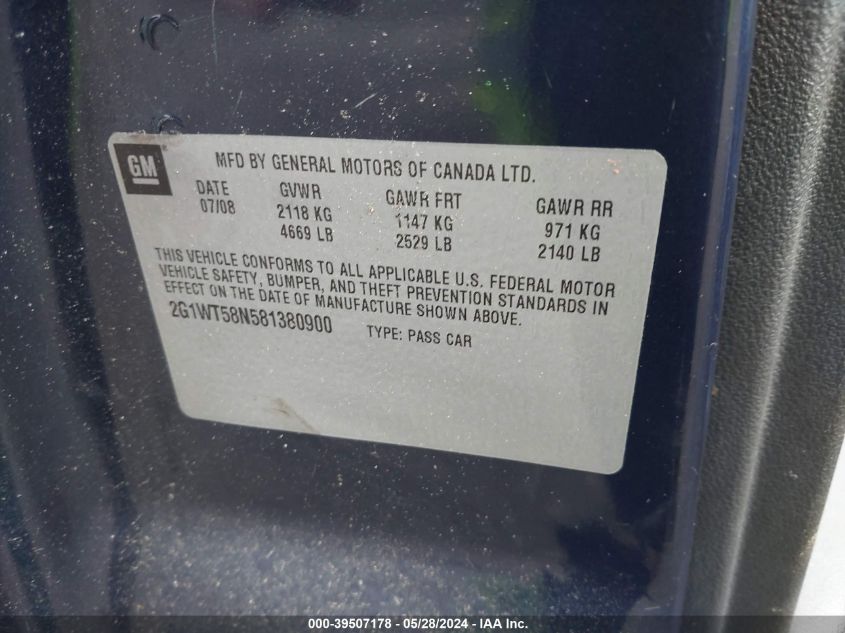 GM
MFD BY GENERAL MOTORS OF CANADA LTD.
DATE GVWR GAWR FRT GAWR RR
07/08 2118 KG 1147 KG 971 KG
4669 LB 2529 LB 2140 LB
THIS VEHICLE CONFORMS TO ALL APPLICABLE U.S. FEDERAL MOTOR
VEHICLE SAFETY, BUMPER, AND THEFT PREVENTION STANDARDS IN
EFFECT ON THE DATE OF MANUFACTURE SHOWN ABOVE.
2G1WT58N581380900 TYPE: PASS CAR
000-39507178 - 05/28/2024 - IAA Inc.